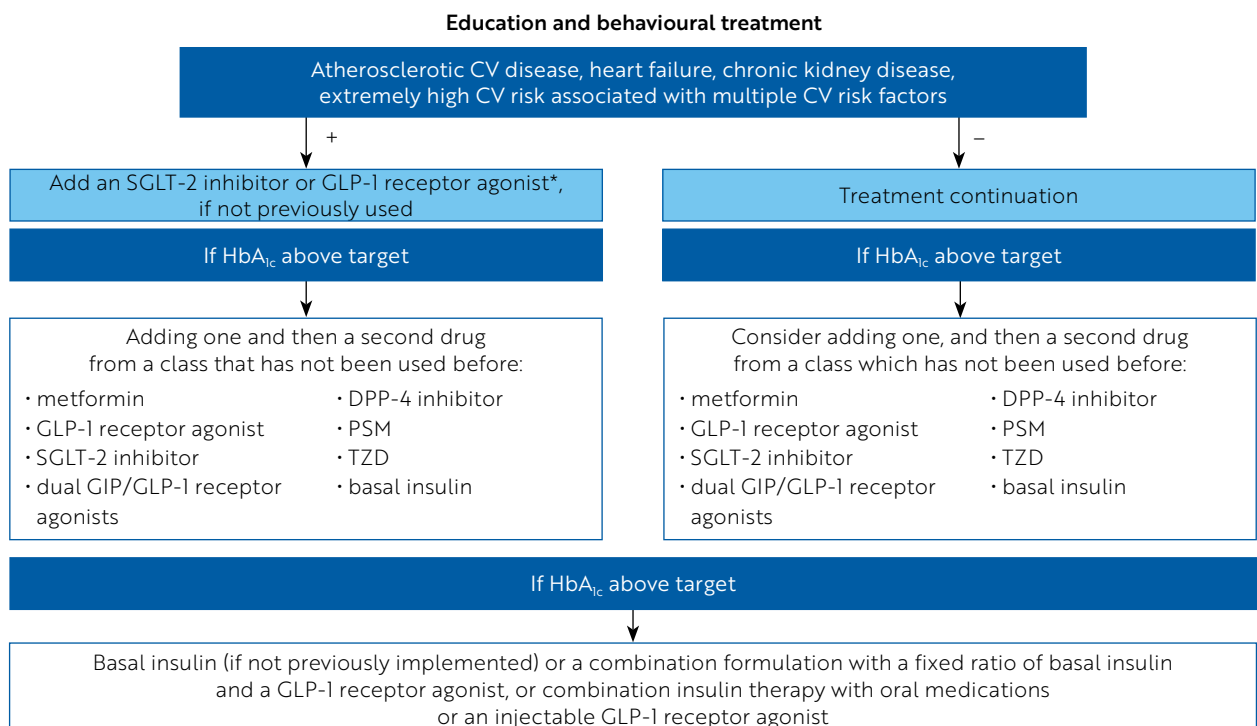 Education and behavioural treatment
Atherosclerotic CV disease, heart failure, chronic kidney disease,
extremely high CV risk associated with multiple CV risk factors
+
–
Add an SGLT-2 inhibitor or GLP-1 receptor agonist*,
if not previously used
Treatment continuation
If HbA1c above target
If HbA1c above target
Adding one and then a second drug
from a class that has not been used before:
· metformin
· GLP-1 receptor agonist
· SGLT-2 inhibitor
· dual GIP/GLP-1 receptor
agonists
· DPP-4 inhibitor
· PSM
· TZD
· basal insulin
Consider adding one, and then a second drug
from a class which has not been used before:
· metformin
· GLP-1 receptor agonist
· SGLT-2 inhibitor
· dual GIP/GLP-1 receptor
agonists
· DPP-4 inhibitor
· PSM
· TZD
· basal insulin
If HbA1c above target
Basal insulin (if not previously implemented) or a combination formulation with a fixed ratio of basal insulin
and a GLP-1 receptor agonist, or combination insulin therapy with oral medications
or an injectable GLP-1 receptor agonist